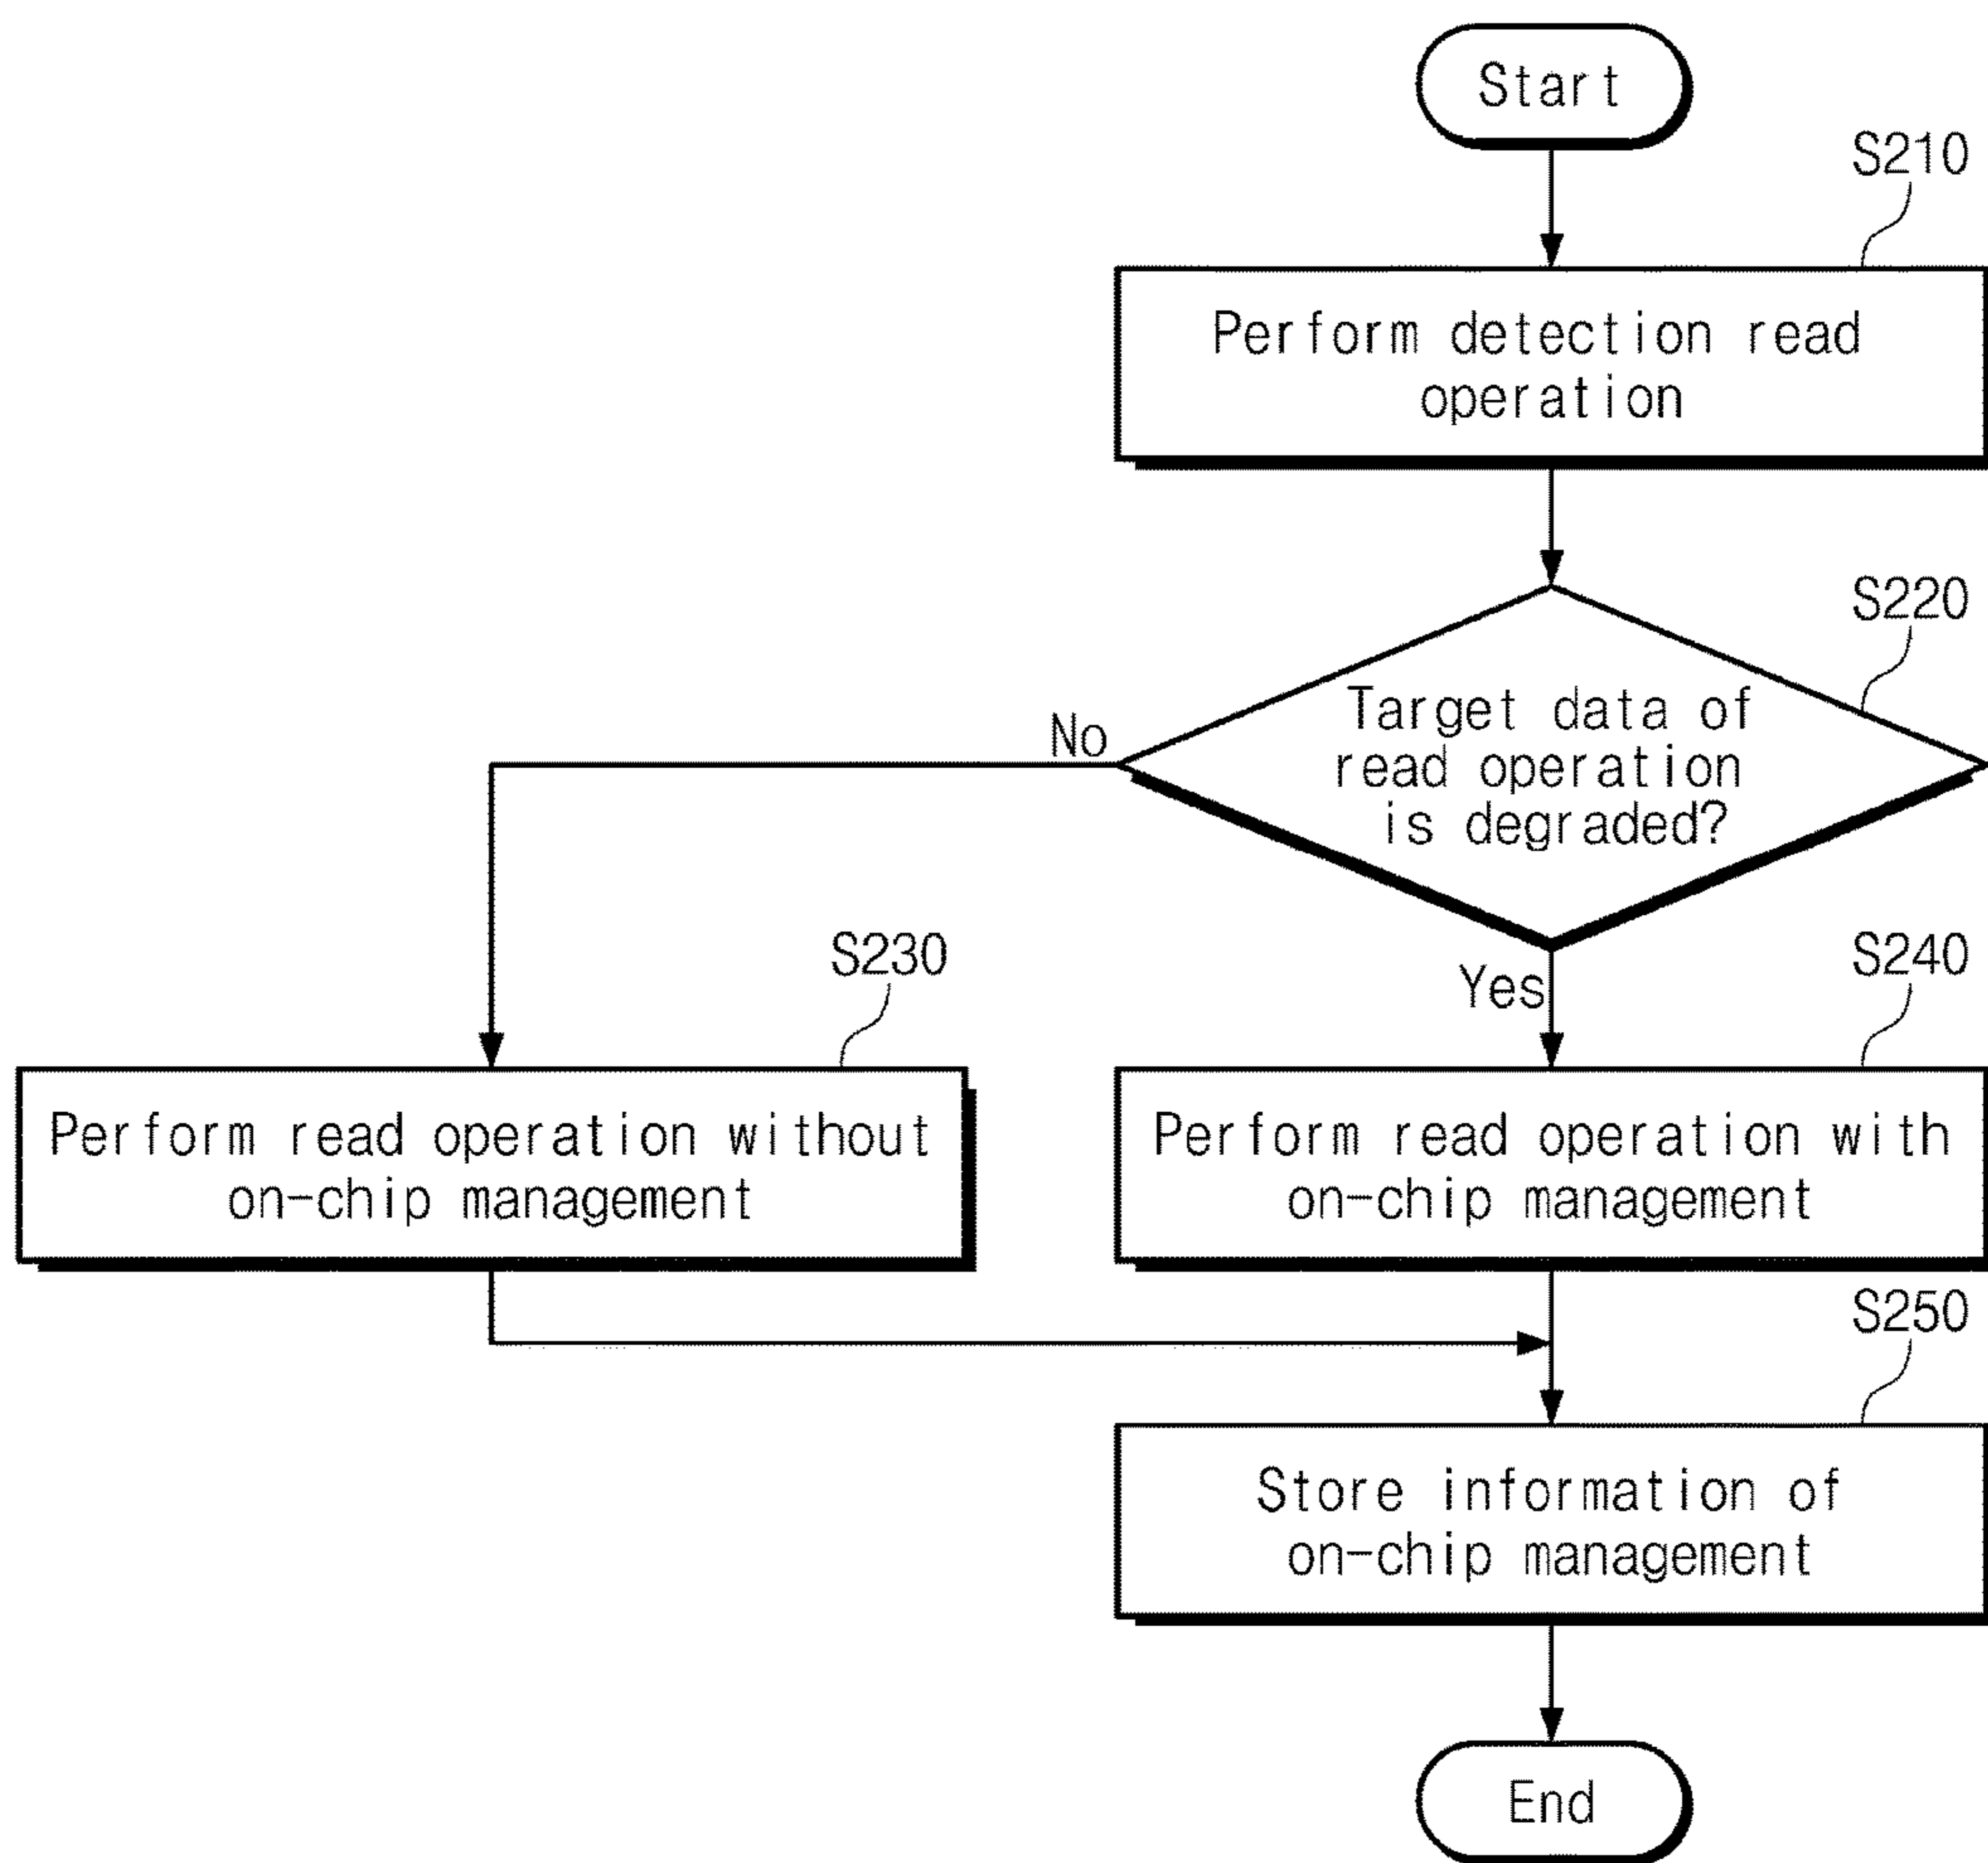 Start
S210
Perform detection read
operation
S220
Target data of
read operation
is degraded?
No
Yes
S230
Perform read operation without
on-chip management
S240
Perform read operation with
on-chip management
S250
Store information of
on-chip management
End